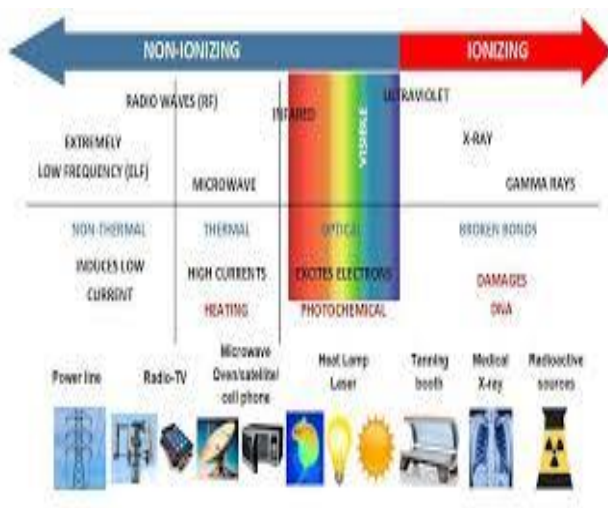 NON-IONIZING
IONIZING
RADIO WAVES (RF)
INFARED
VISIBLE
ULTRAVIOLET
EXTREMELY
LOW FREQUENCY (ELF)
MICROWAVE
X-RAY
GAMMA RAYS
NON-THERMAL
THERMAL
OPTICAL
BROKEN BONDS
INDUCES LOW
CURRENT
HIGH CURRENTS
HEATING
EXCITES ELECTRONS
PHOTOCHEMICAL
DAMAGES
DNA
Power line
Radio-TV
Microwave
Oven/satellite/
cell phone
Heat Lamp
Laser
Tanning
booth
Medical
X-ray
Radioactive
sources